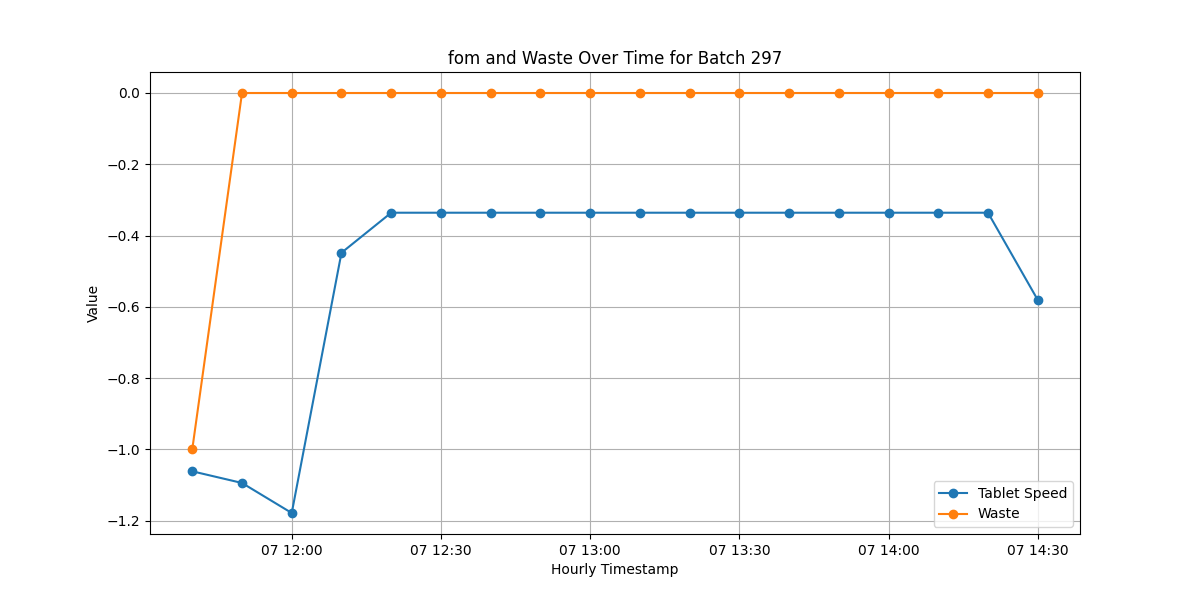 fom and Waste Over Time for Batch 297
0.0
−0.2
−0.4
−0.6
−0.8
−1.0
−1.2
Value
Tablet Speed
Waste
07 12:00 07 12:30 07 13:00 07 13:30 07 14:00 07 14:30
Hourly Timestamp